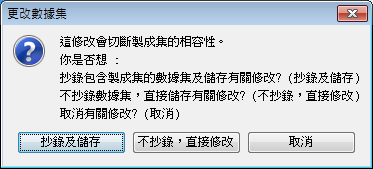 更改數據集
這修改會切斷製成集的相容性。
你是否想 :
抄錄包含製成集的數據集及儲存有關修改? (抄錄及儲存)
不抄錄數據集，直接儲存有關修改? (不抄錄，直接修改)
取消有關修改? (取消)
抄錄及儲存 不抄錄，直接修改 取消